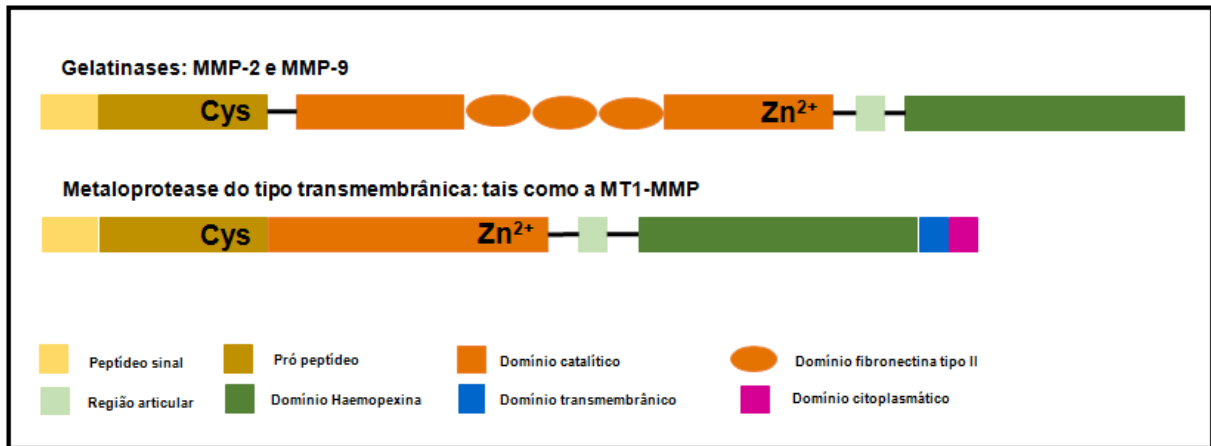 Gelatinases: MMP-2 e MMP-9
Cys Zn²⁺
Metaloprotease do tipo transmembrânica: tais como a MT1-MMP
Cys Zn²⁺
Peptídeo sinal Pró peptídeo Domínio catalítico Domínio fibronectina tipo II
Região articular Domínio Haemopexina Domínio transmembrânico Domínio citoplasmático